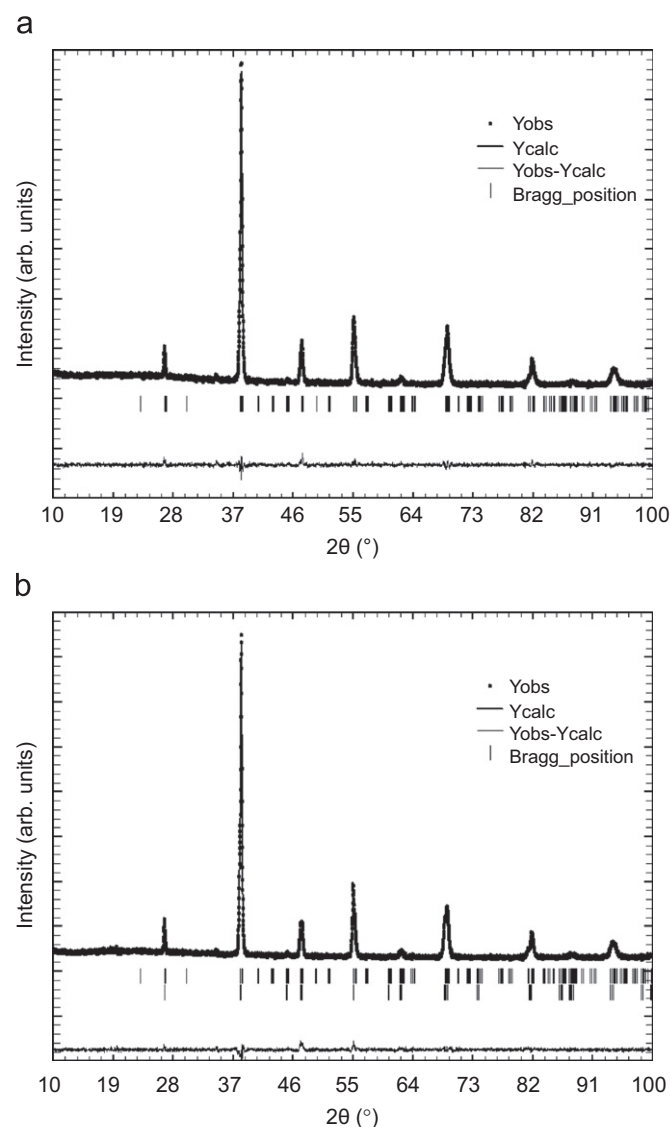 a
Yobs
Ycalc
Yobs-Ycalc
Bragg_position
Intensity (arb. units)
10 19 28 37 46 55 64 73 82 91 100
2θ (°)
b
Yobs
Ycalc
Yobs-Ycalc
Bragg_position
Intensity (arb. units)
10 19 28 37 46 55 64 73 82 91 100
2θ (°)